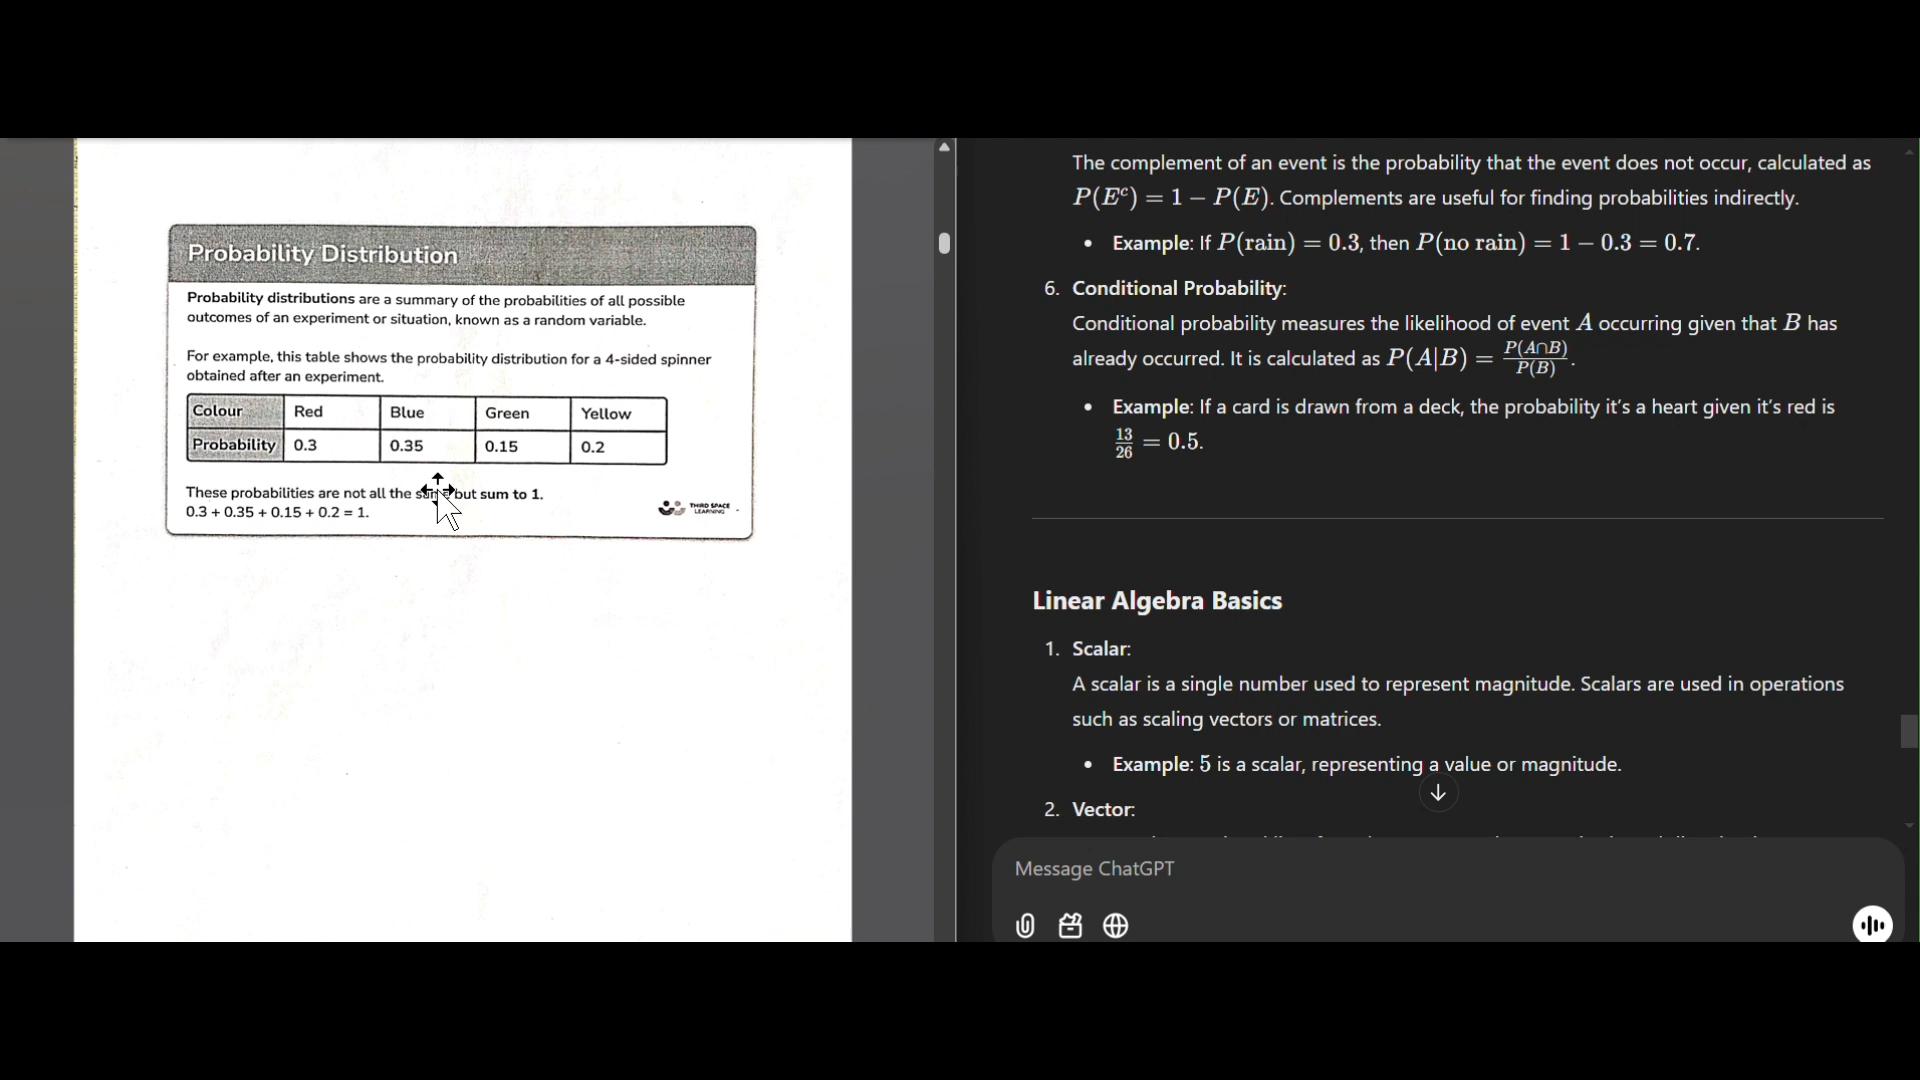 Probability Distribution
Probability distributions are a summary of the probabilities of all possible
outcomes of an experiment or situation, known as a random variable.
For example, this table shows the probability distribution for a 4-sided spinner
obtained after an experiment.
Colour Red Blue Green Yellow
Probability 0.3 0.35 0.15 0.2
These probabilities are not all the same but sum to 1.
0.3 + 0.35 + 0.15 + 0.2 = 1.
THIRD SPACE
LEARNING
The complement of an event is the probability that the event does not occur, calculated as
P(Eᶜ) = 1 − P(E). Complements are useful for finding probabilities indirectly.
• Example: If P(rain) = 0.3, then P(no rain) = 1 − 0.3 = 0.7.
6. Conditional Probability:
Conditional probability measures the likelihood of event A occurring given that B has
already occurred. It is calculated as P(A|B) = P(A∩B)/P(B).
• Example: If a card is drawn from a deck, the probability it's a heart given it's red is
13/26 = 0.5.
Linear Algebra Basics
1. Scalar:
A scalar is a single number used to represent magnitude. Scalars are used in operations
such as scaling vectors or matrices.
• Example: 5 is a scalar, representing a value or magnitude.
2. Vector:
Message ChatGPT